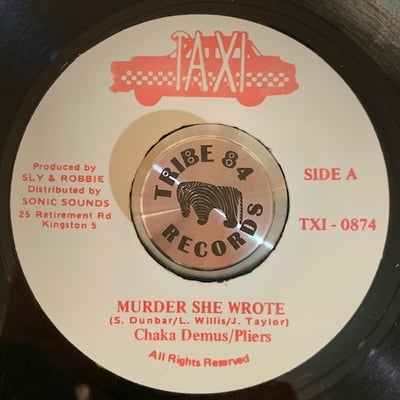 TAXI
Produced by
SLY & ROBBIE
Distributed by
SONIC SOUNDS
25 Retirement Rd.
Kingston 5
TRIBE 84
RECORDS
SIDE A
TXI - 0874
MURDER SHE WROTE
(S. Dunbar/L. Willis/J. Taylor)
Chaka Demus/Pliers
All Rights Reserved